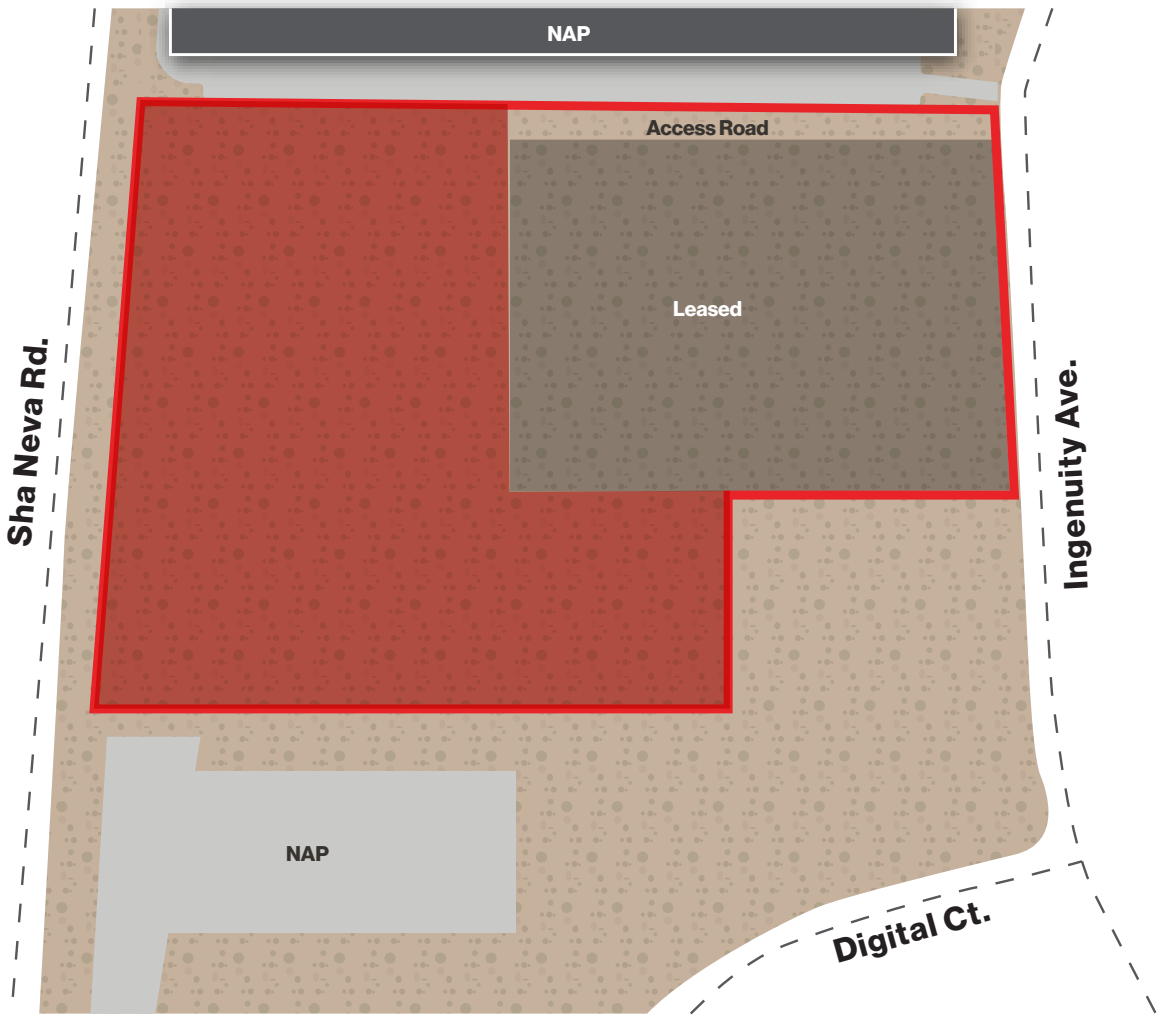 NAP
Access Road
Leased
Sha Neva Rd.
Ingenuity Ave.
NAP
Digital Ct.